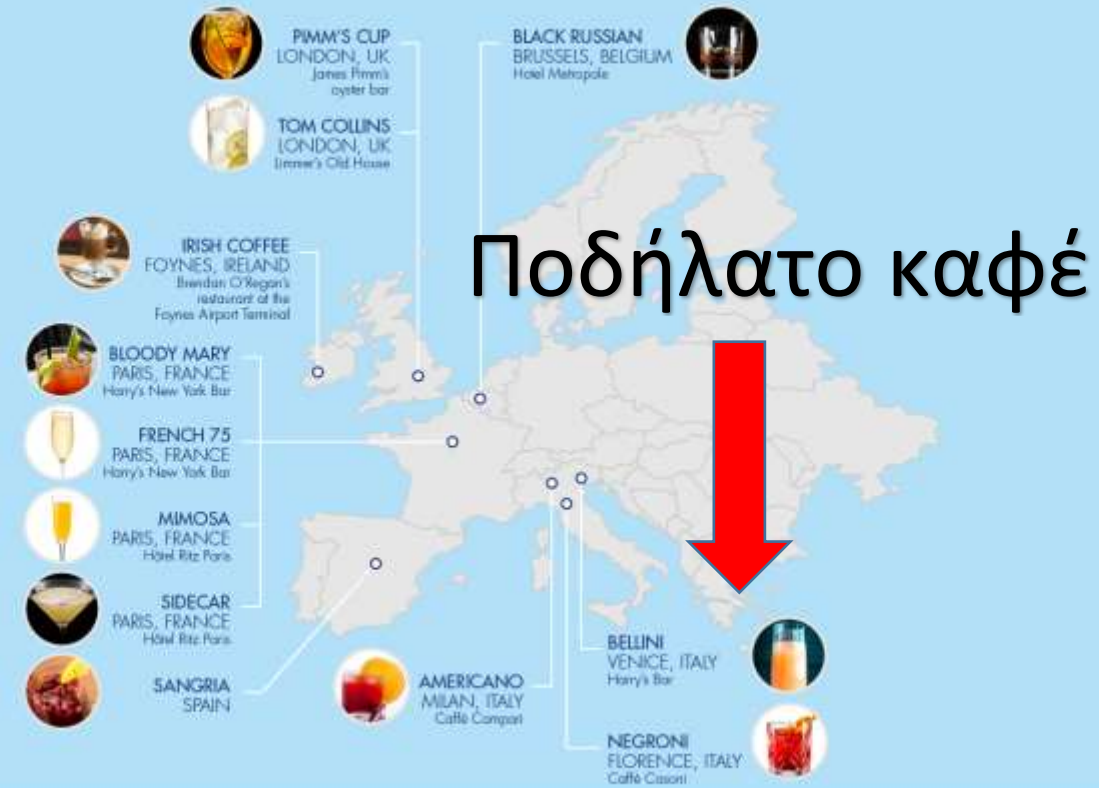 PIMM'S CUP
LONDON, UK
James Pimm's
oyster bar
BLACK RUSSIAN
BRUSSELS, BELGIUM
Hotel Metropole
TOM COLLINS
LONDON, UK
Limmer's Old House
Ποδήλατο καφέ
IRISH COFFEE
FOYNES, IRELAND
Brendan O'Regan's
restaurant at the
Foynes Airport Terminal
BLOODY MARY
PARIS, FRANCE
Harry's New York Bar
FRENCH 75
PARIS, FRANCE
Harry's New York Bar
MIMOSA
PARIS, FRANCE
Hôtel Ritz Paris
SIDECAR
PARIS, FRANCE
Hôtel Ritz Paris
SANGRIA
SPAIN
AMERICANO
MILAN, ITALY
Caffè Campari
BELLINI
VENICE, ITALY
Harry's Bar
NEGRONI
FLORENCE, ITALY
Caffè Casoni